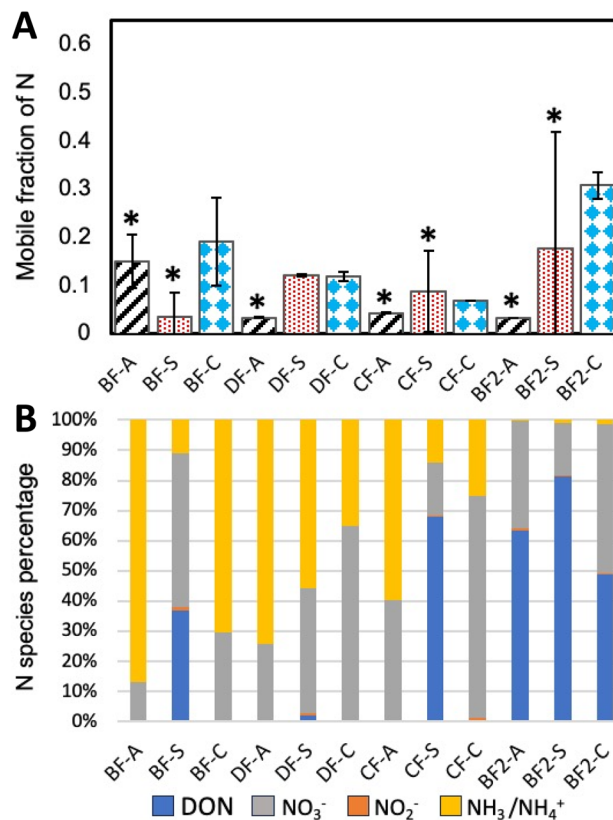 A
Mobile fraction of N
0.6
0.5
0.4
0.3
0.2
0.1
0
* * * * * * *
BF-A BF-S BF-C DF-A DF-S DF-C CF-A CF-S CF-C BF2-A BF2-S BF2-C
B
N species percentage
100%
90%
80%
70%
60%
50%
40%
30%
20%
10%
0%
BF-A BF-S BF-C DF-A DF-S DF-C CF-A CF-S CF-C BF2-A BF2-S BF2-C
DON NO₃⁻ NO₂⁻ NH₃/NH₄⁺